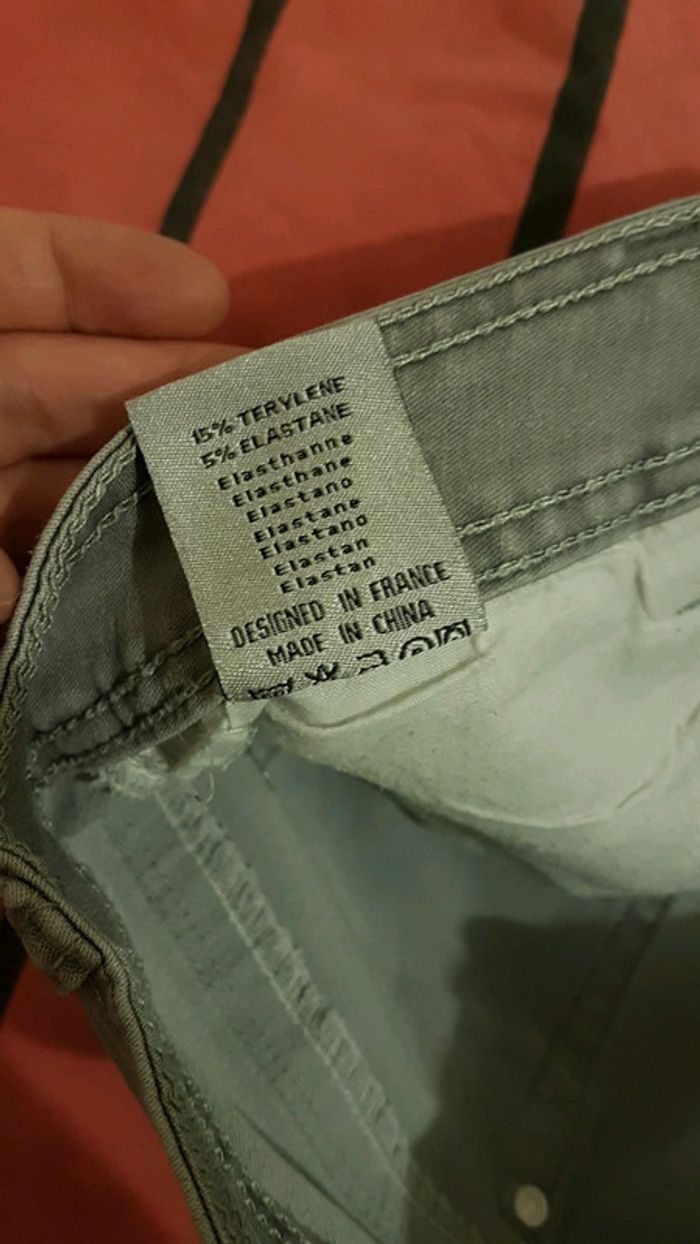 15% TERYLENE
5% ELASTANE
Elasthanne
Elasthane
Elastano
Elastane
Elastano
Elastan
Elastan
DESIGNED IN FRANCE
MADE IN CHINA